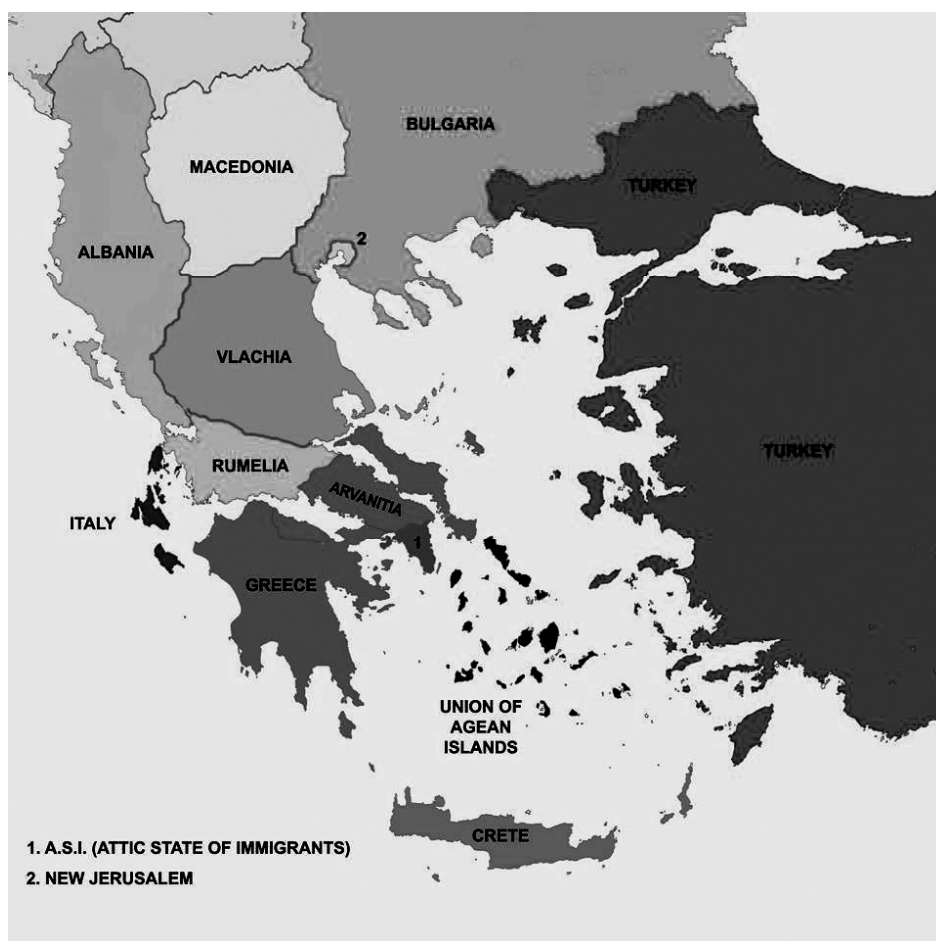 BULGARIA
MACEDONIA
TURKEY
2
ALBANIA
VLACHIA
TURKEY
RUMELIA
ARVANITIA
ITALY
1
GREECE
UNION OF
AGEAN
ISLANDS
CRETE
1. A.S.I. (ATTIC STATE OF IMMIGRANTS)
2. NEW JERUSALEM